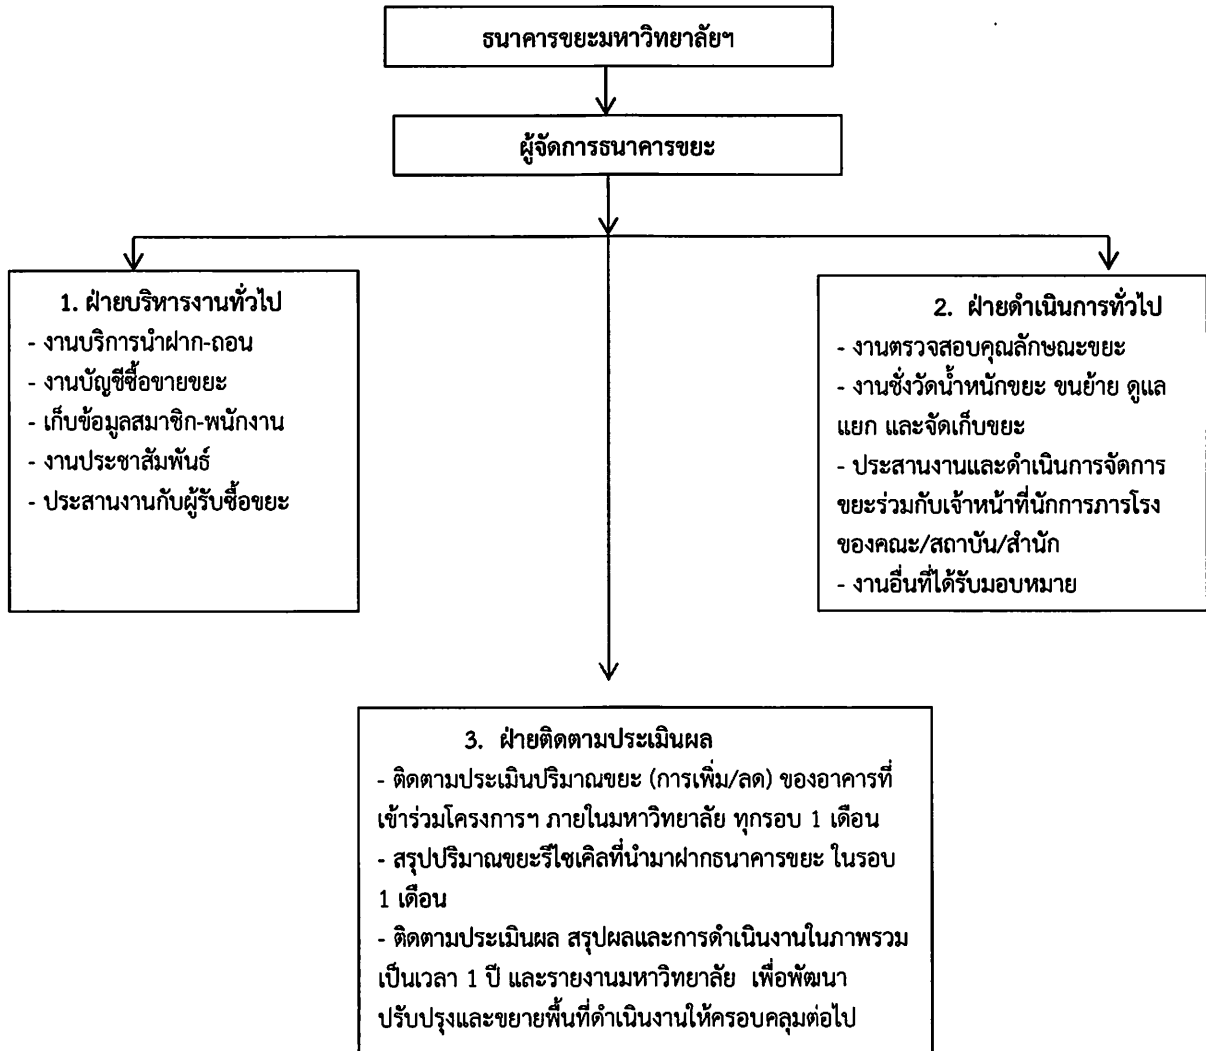 ธนาคารขยะมหาวิทยาลัยฯ
ผู้จัดการธนาคารขยะ
1. ฝ่ายบริหารงานทั่วไป
- งานบริการนำฝาก-ถอน
- งานบัญชีซื้อขายขยะ
- เก็บข้อมูลสมาชิก-พนักงาน
- งานประชาสัมพันธ์
- ประสานงานกับผู้รับซื้อขยะ
2. ฝ่ายดำเนินการทั่วไป
- งานตรวจสอบคุณลักษณะขยะ
- งานชั่งวัดน้ำหนักขยะ ขนย้าย ดูแล
แยก และจัดเก็บขยะ
- ประสานงานและดำเนินการจัดการ
ขยะร่วมกับเจ้าหน้าที่นักการภารโรง
ของคณะ/สถาบัน/สำนัก
- งานอื่นที่ได้รับมอบหมาย
3. ฝ่ายติดตามประเมินผล
- ติดตามประเมินปริมาณขยะ (การเพิ่ม/ลด) ของอาคารที่
เข้าร่วมโครงการฯ ภายในมหาวิทยาลัย ทุกรอบ 1 เดือน
- สรุปปริมาณขยะรีไซเคิลที่นำมาฝากธนาคารขยะ ในรอบ
1 เดือน
- ติดตามประเมินผล สรุปผลและการดำเนินงานในภาพรวม
เป็นเวลา 1 ปี และรายงานมหาวิทยาลัย เพื่อพัฒนา
ปรับปรุงและขยายพื้นที่ดำเนินงานให้ครอบคลุมต่อไป